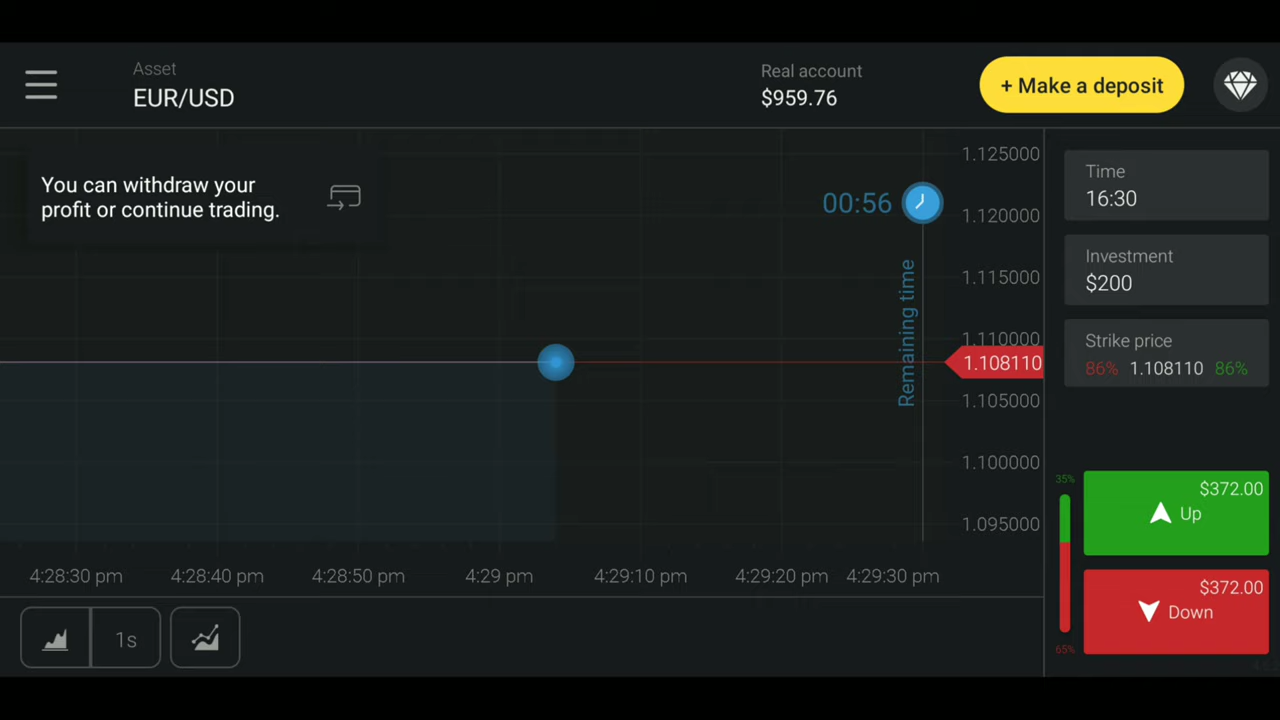 Asset
EUR/USD
Real account
$959.76
+ Make a deposit
You can withdraw your
profit or continue trading.
00:56
Remaining time
1.125000
1.120000
1.115000
1.110000
1.108110
1.105000
1.100000
1.095000
Time
16:30
Investment
$200
Strike price
86% 1.108110 86%
35%
$372.00
Up
$372.00
Down
65%
4:28:30 pm
4:28:40 pm
4:28:50 pm
4:29 pm
4:29:10 pm
4:29:20 pm
4:29:30 pm
1s